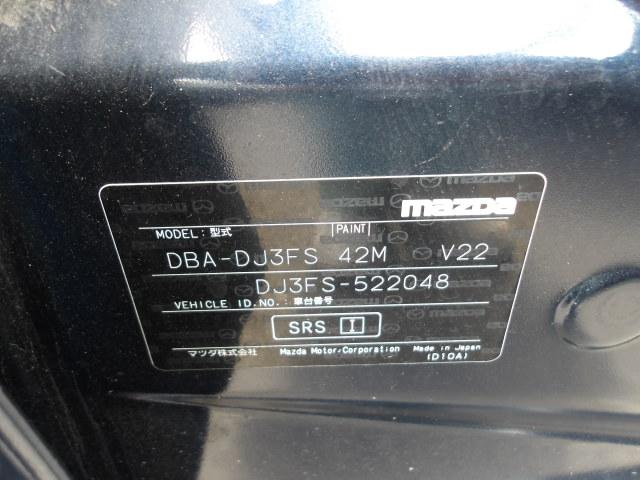 mazda
MODEL: 型式 PAINT
DBA-DJ3FS 42M V22
DJ3FS-522048
VEHICLE ID.NO.: 車台番号
SRS I
マツダ株式会社 Mazda Motor Corporation Made in Japan
(D10A)